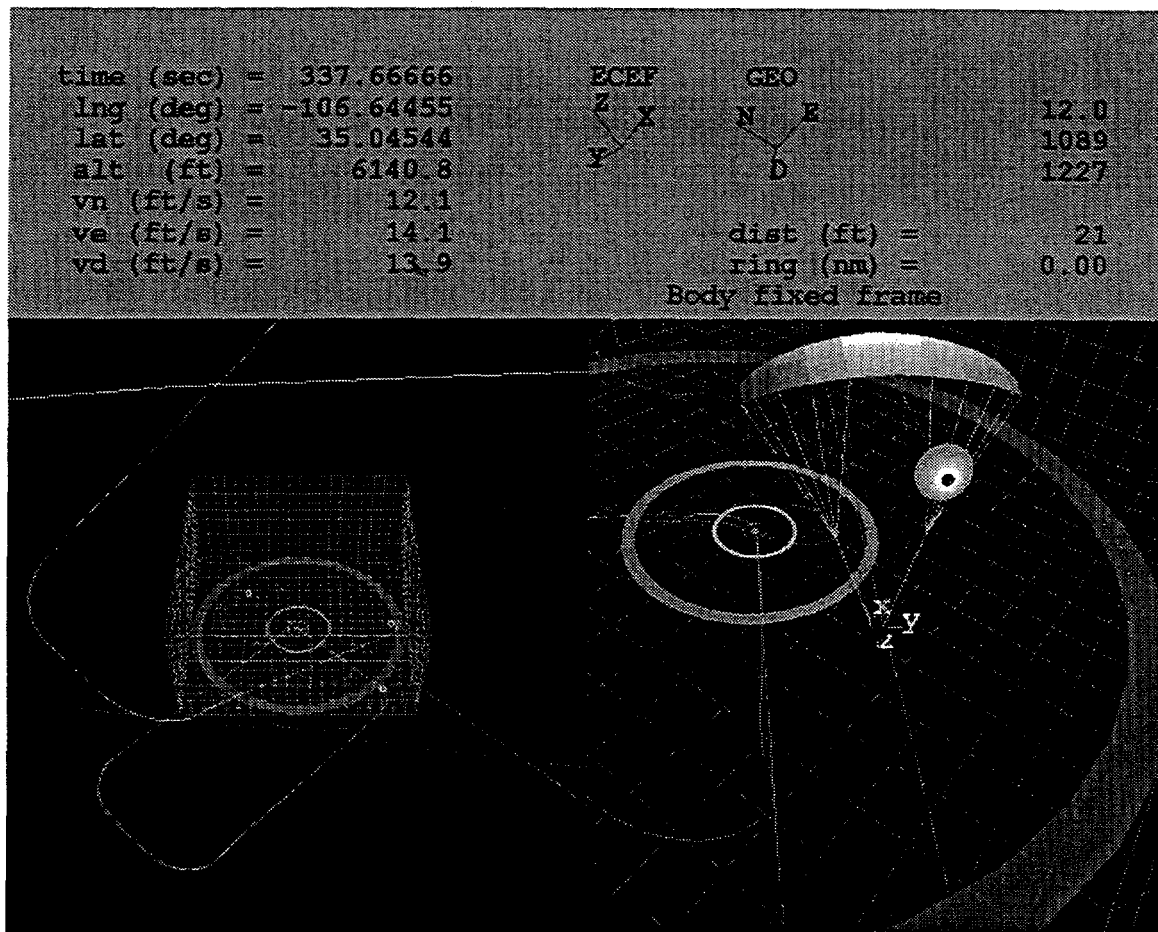 time (sec) = 337.66666
lng (deg) = -106.64455
lat (deg) = 35.04544
alt (ft) = 6140.8
vn (ft/s) = 12.1
ve (ft/s) = 14.1
vd (ft/s) = 13.9
ECEF GEO
Z X N E
Y D
12.0
1089
1227
dist (ft) = 21
ring (nm) = 0.00
Body fixed frame
x y
z